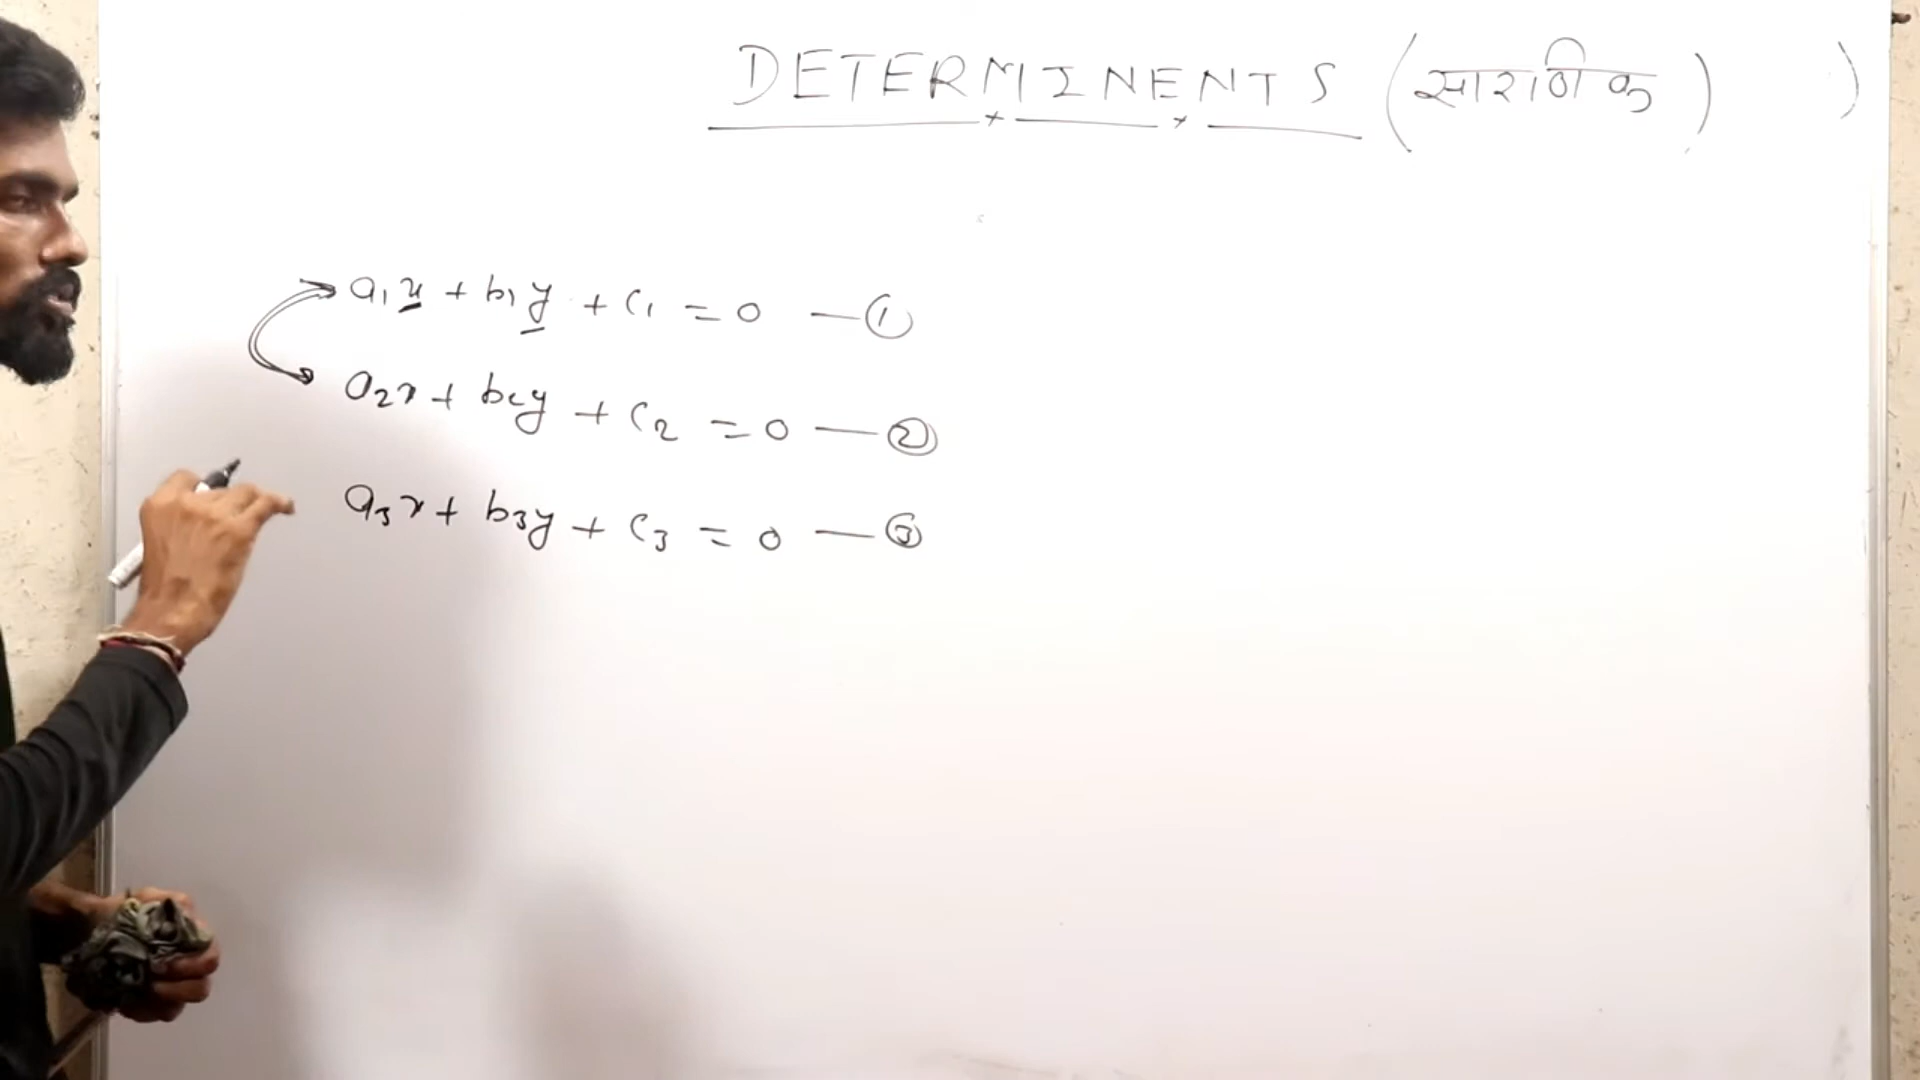 DETERMINENTS (सारणिक) )
a₁x + b₁y + c₁ = 0 — ①
a₂x + b₂y + c₂ = 0 — ②
a₃x + b₃y + c₃ = 0 — ③